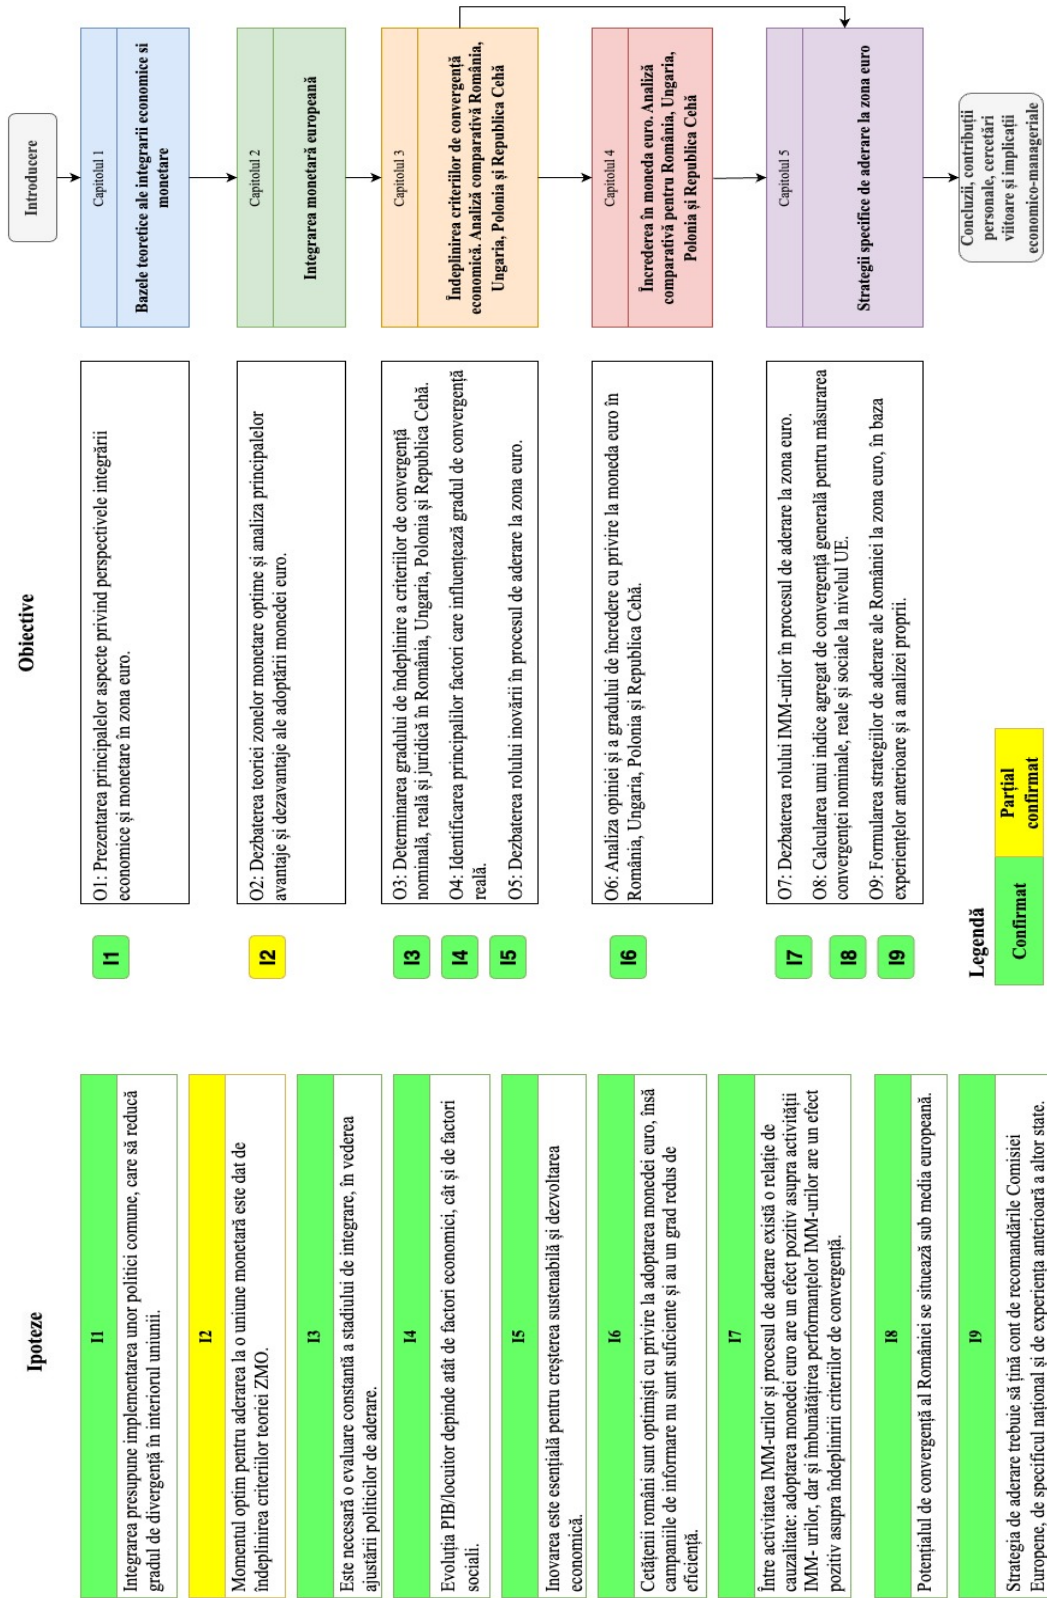 Ipoteze
I1
Integrarea presupune implementarea unor politici comune, care să reducă
gradul de divergență în interiorul uniunii.
I2
Momentul optim pentru aderarea la o uniune monetară este dat de
îndeplinirea criteriilor teoriei ZMO.
I3
Este necesară o evaluare constantă a stadiului de integrare, în vederea
ajustării politicilor de aderare.
I4
Evoluția PIB/locuitor depinde atât de factori economici, cât și de factori
sociali.
I5
Inovarea este esențială pentru creșterea sustenabilă și dezvoltarea
economică.
I6
Cetățenii români sunt optimiști cu privire la adoptarea monedei euro, însă
campaniile de informare nu sunt suficiente și au un grad redus de
eficiență.
I7
Între activitatea IMM-urilor și procesul de aderare există o relație de
cauzalitate: adoptarea monedei euro are un efect pozitiv asupra activității
IMM- urilor, dar și îmbunătățirea performanțelor IMM-urilor are un efect
pozitiv asupra îndeplinirii criteriilor de convergență.
I8
Potențialul de convergență al României se situează sub media europeană.
I9
Strategia de aderare trebuie să țină cont de recomandările Comisiei
Europene, de specificul național și de experiența anterioară a altor state.
Obiective
I1
O1: Prezentarea principalelor aspecte privind perspectivele integrării
economice și monetare în zona euro.
I2
O2: Dezbaterea teoriei zonelor monetare optime și analiza principalelor
avantaje și dezavantaje ale adoptării monedei euro.
I3
O3: Determinarea gradului de îndeplinire a criteriilor de convergență
nominală, reală și juridică în România, Ungaria, Polonia și Republica Cehă.
I4
O4: Identificarea principalilor factori care influențează gradul de convergență
reală.
I5
O5: Dezbaterea rolului inovării în procesul de aderare la zona euro.
I6
O6: Analiza opiniei și a gradului de încredere cu privire la moneda euro în
România, Ungaria, Polonia și Republica Cehă.
I7
O7: Dezbaterea rolului IMM-urilor în procesul de aderare la zona euro.
I8
O8: Calcularea unui indice agregat de convergență generală pentru măsurarea
convergenței nominale, reale și sociale la nivelul UE.
I9
O9: Formularea strategiilor de aderare ale României la zona euro, în baza
experiențelor anterioare și a analizei proprii.
Legendă
Confirmat
Parțial
confirmat
Introducere
Capitolul 1
Bazele teoretice ale integrarii economice si
monetare
Capitolul 2
Integrarea monetară europeană
Capitolul 3
Îndeplinirea criteriilor de convergență
economică. Analiză comparativă România,
Ungaria, Polonia și Republica Cehă
Capitolul 4
Încrederea în moneda euro. Analiză
comparativă pentru România, Ungaria,
Polonia și Republica Cehă
Capitolul 5
Strategii specifice de aderare la zona euro
Concluzii, contribuții
personale, cercetări
viitoare și implicații
economico-manageriale